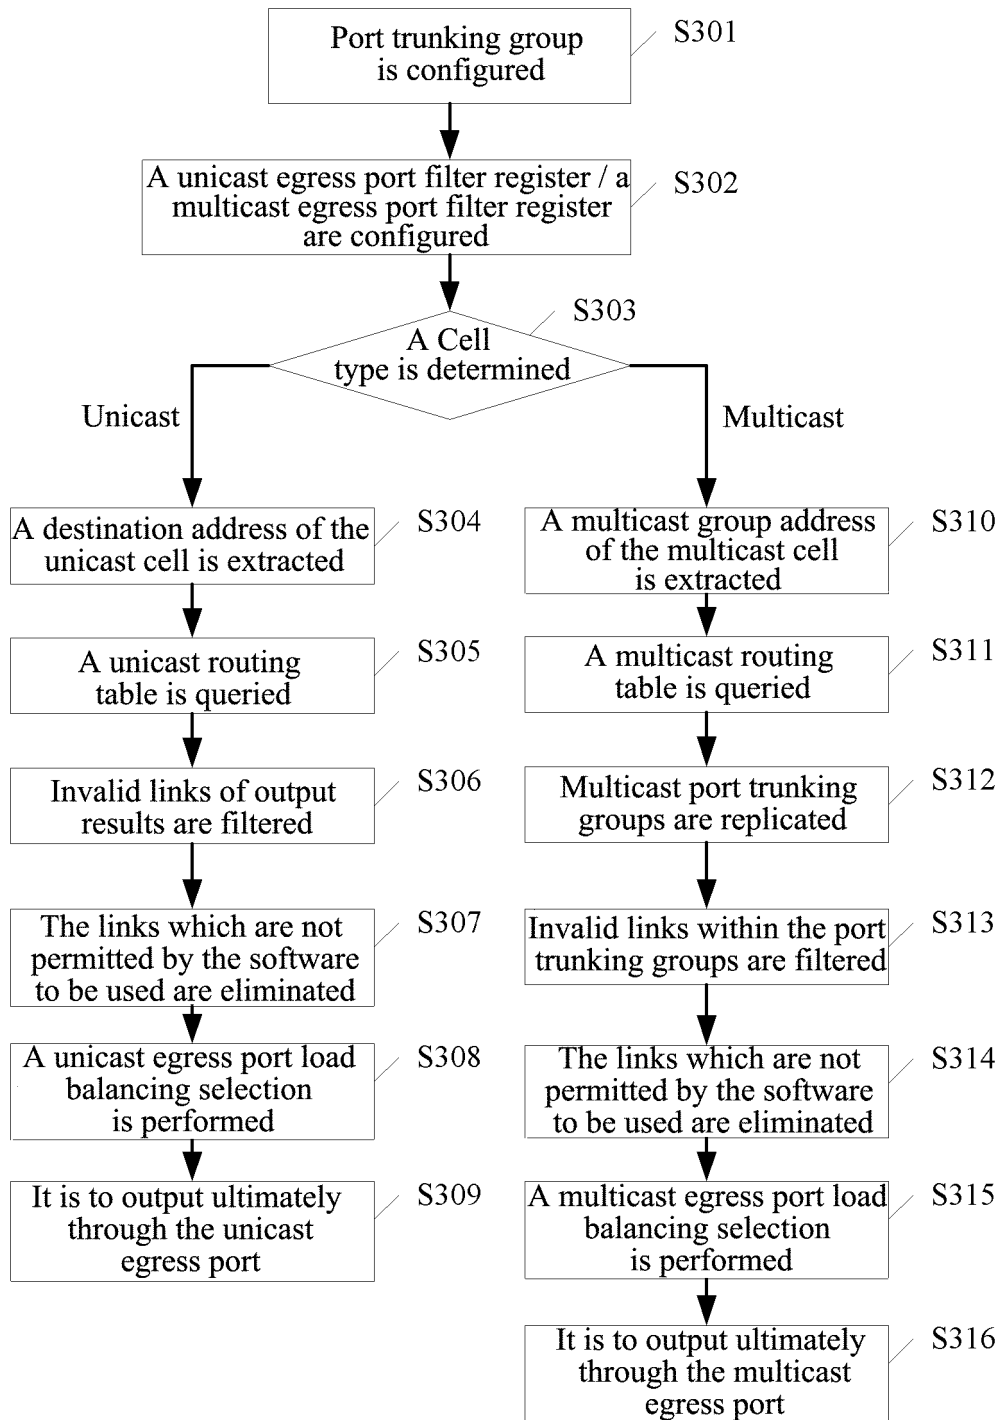 Port trunking group
is configured
S301
A unicast egress port filter register / a
multicast egress port filter register
are configured
S302
S303
A Cell
type is determined
Unicast
Multicast
A destination address of the
unicast cell is extracted
S304
A unicast routing
table is queried
S305
Invalid links of output
results are filtered
S306
The links which are not
permitted by the software
to be used are eliminated
S307
A unicast egress port load
balancing selection
is performed
S308
It is to output ultimately
through the unicast
egress port
S309
A multicast group address
of the multicast cell
is extracted
S310
A multicast routing
table is queried
S311
Multicast port trunking
groups are replicated
S312
Invalid links within the port
trunking groups are filtered
S313
The links which are not
permitted by the software
to be used are eliminated
S314
A multicast egress port load
balancing selection
is performed
S315
It is to output ultimately
through the multicast
egress port
S316